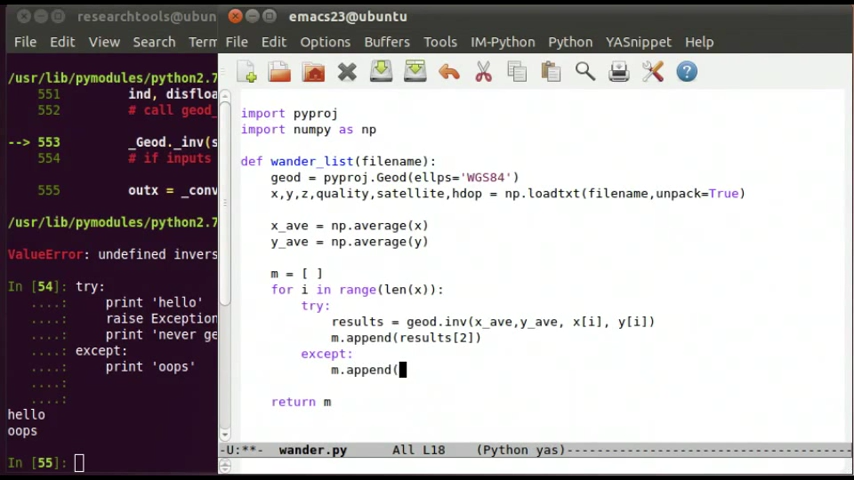 researchtools@ubun
File Edit View Search Term
/usr/lib/pymodules/python2.7
551 ind, disfloa
552 # call geod_
--> 553 _Geod._inv(s
554 # if inputs
555 outx = _conv
/usr/lib/pymodules/python2.7
ValueError: undefined invers
In [54]: try:
....: print 'hello'
....: raise Exception
....: print 'never ge
....: except:
....: print 'oops'
....:
....:
hello
oops
In [55]:
emacs23@ubuntu
File Edit Options Buffers Tools IM-Python Python YASnippet Help
import pyproj
import numpy as np
def wander_list(filename):
geod = pyproj.Geod(ellps='WGS84')
x,y,z,quality,satellite,hdop = np.loadtxt(filename,unpack=True)
x_ave = np.average(x)
y_ave = np.average(y)
m = [ ]
for i in range(len(x)):
try:
results = geod.inv(x_ave,y_ave, x[i], y[i])
m.append(results[2])
except:
m.append(
return m
-U:**- wander.py All L18 (Python yas)